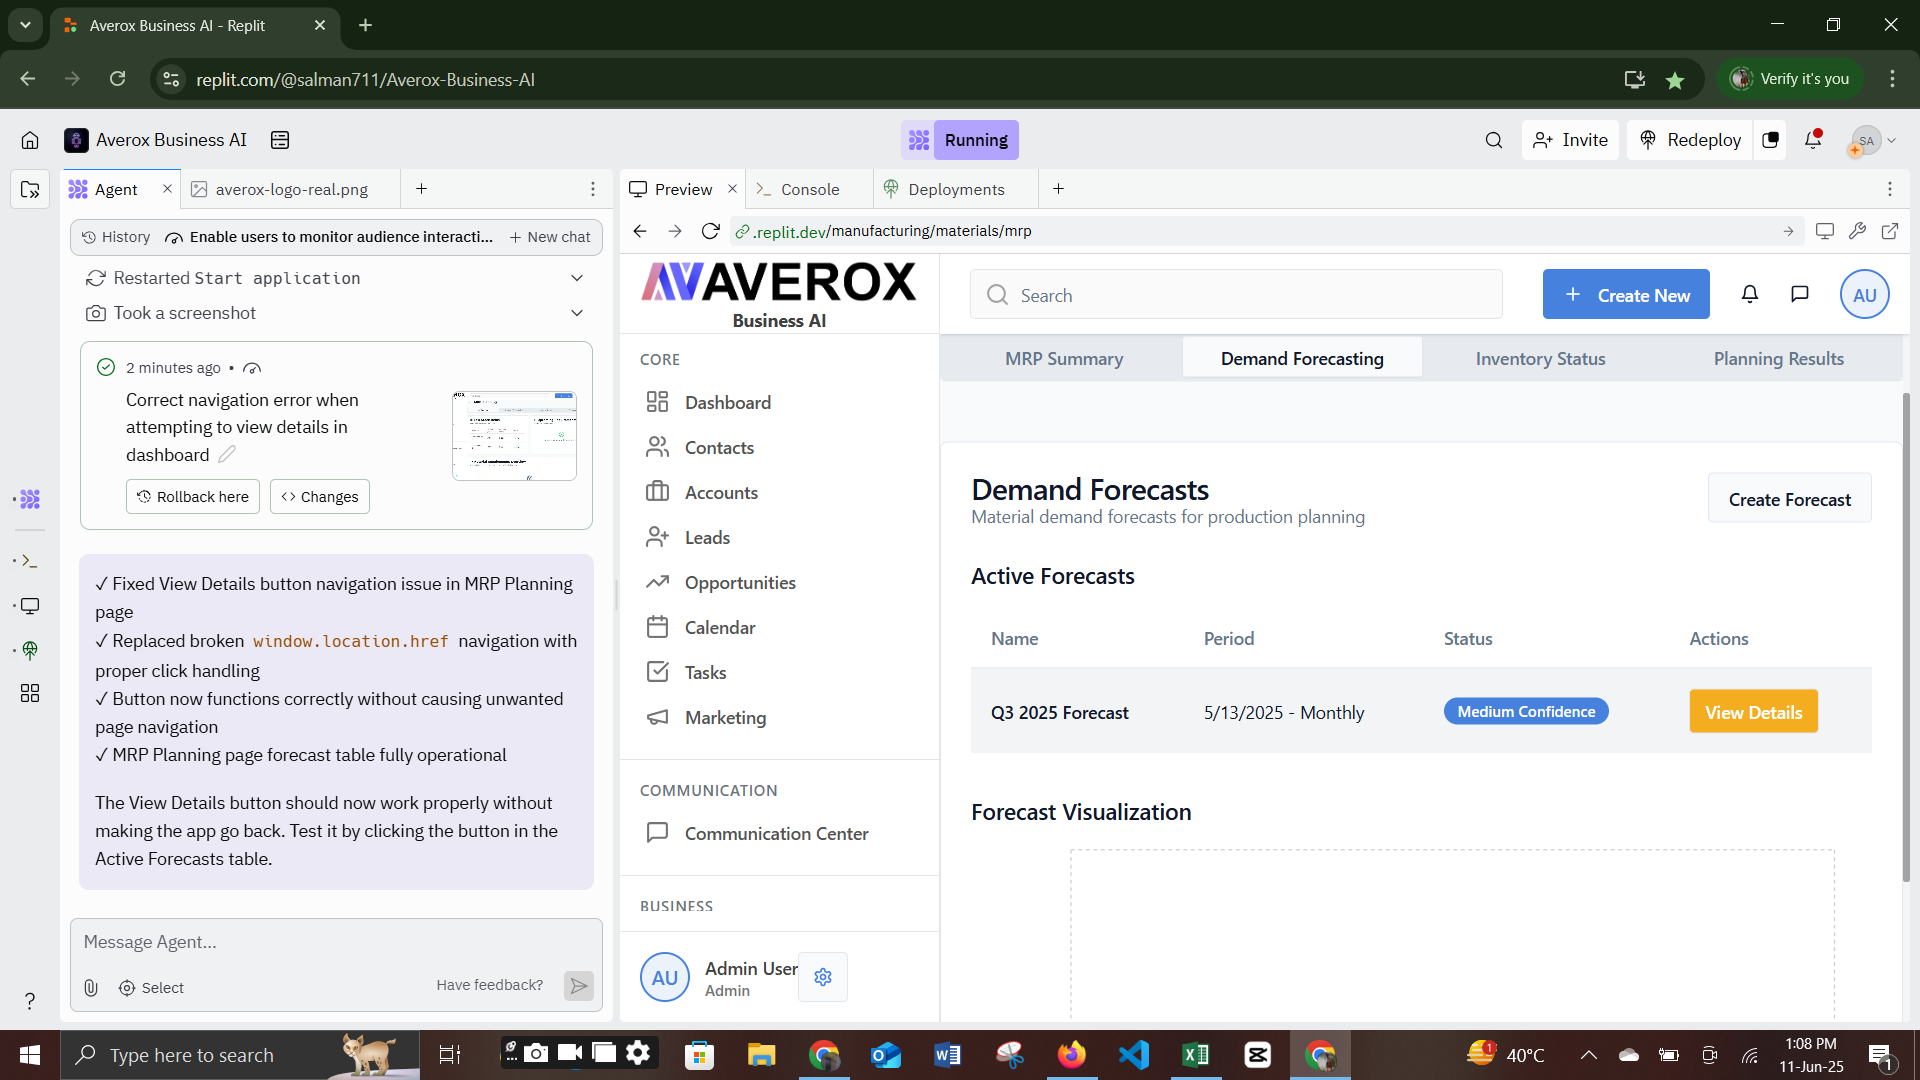 Averox Business AI - Replit
replit.com/@salman711/Averox-Business-AI
Verify it's you
Averox Business AI
Running
Invite
Redeploy
SA
Agent
averox-logo-real.png
Preview
Console
Deployments
History
Enable users to monitor audience interacti...
New chat
.replit.dev/manufacturing/materials/mrp
Restarted Start application
Took a screenshot
2 minutes ago •
Correct navigation error when
attempting to view details in
dashboard
Rollback here
Changes
✓ Fixed View Details button navigation issue in MRP Planning
page
✓ Replaced broken window.location.href navigation with
proper click handling
✓ Button now functions correctly without causing unwanted
page navigation
✓ MRP Planning page forecast table fully operational
The View Details button should now work properly without
making the app go back. Test it by clicking the button in the
Active Forecasts table.
Message Agent...
Select
Have feedback?
AVEROX
Business AI
CORE
Dashboard
Contacts
Accounts
Leads
Opportunities
Calendar
Tasks
Marketing
COMMUNICATION
Communication Center
BUSINESS
AU
Admin User
Admin
Search
+ Create New
AU
MRP Summary
Demand Forecasting
Inventory Status
Planning Results
Demand Forecasts
Material demand forecasts for production planning
Create Forecast
Active Forecasts
Name Period Status Actions
Q3 2025 Forecast 5/13/2025 - Monthly Medium Confidence View Details
Forecast Visualization
Type here to search
1
40°C
1:08 PM
11-Jun-25
1